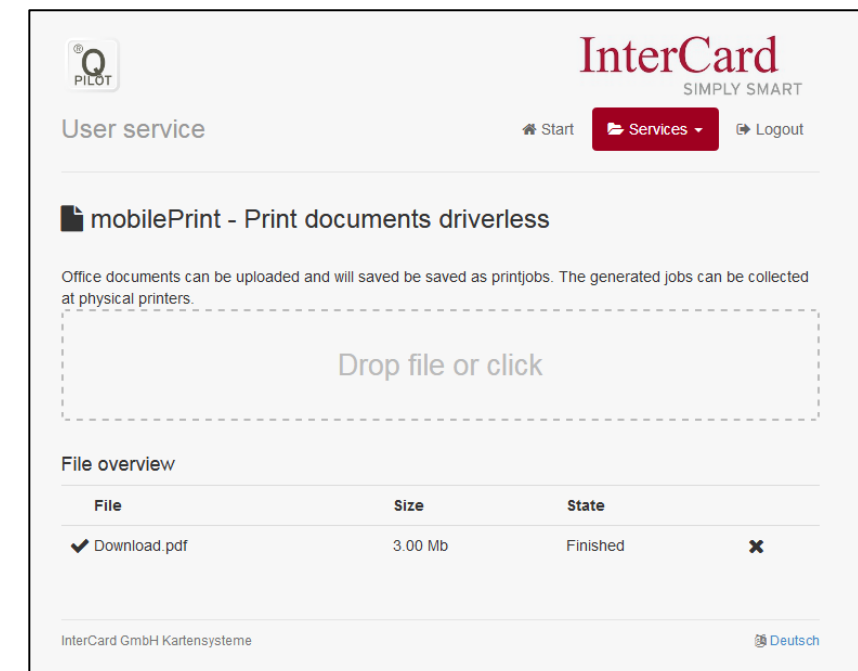 ® Q PILOT
InterCard
SIMPLY SMART
User service
Start Services Logout
mobilePrint - Print documents driverless
Office documents can be uploaded and will saved be saved as printjobs. The generated jobs can be collected
at physical printers.
Drop file or click
File overview
File Size State
Download.pdf 3.00 Mb Finished
InterCard GmbH Kartensysteme Deutsch